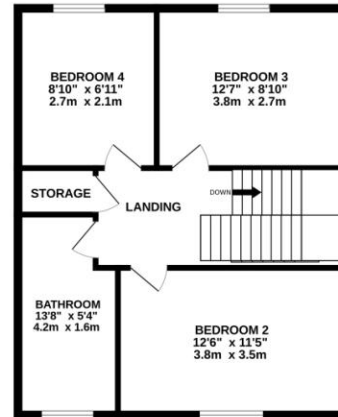 BEDROOM 4
8'10" x 6'11"
2.7m x 2.1m
BEDROOM 3
12'7" x 8'10"
3.8m x 2.7m
STORAGE
LANDING
DOWN
BATHROOM
13'8" x 5'4"
4.2m x 1.6m
BEDROOM 2
12'6" x 11'5"
3.8m x 3.5m